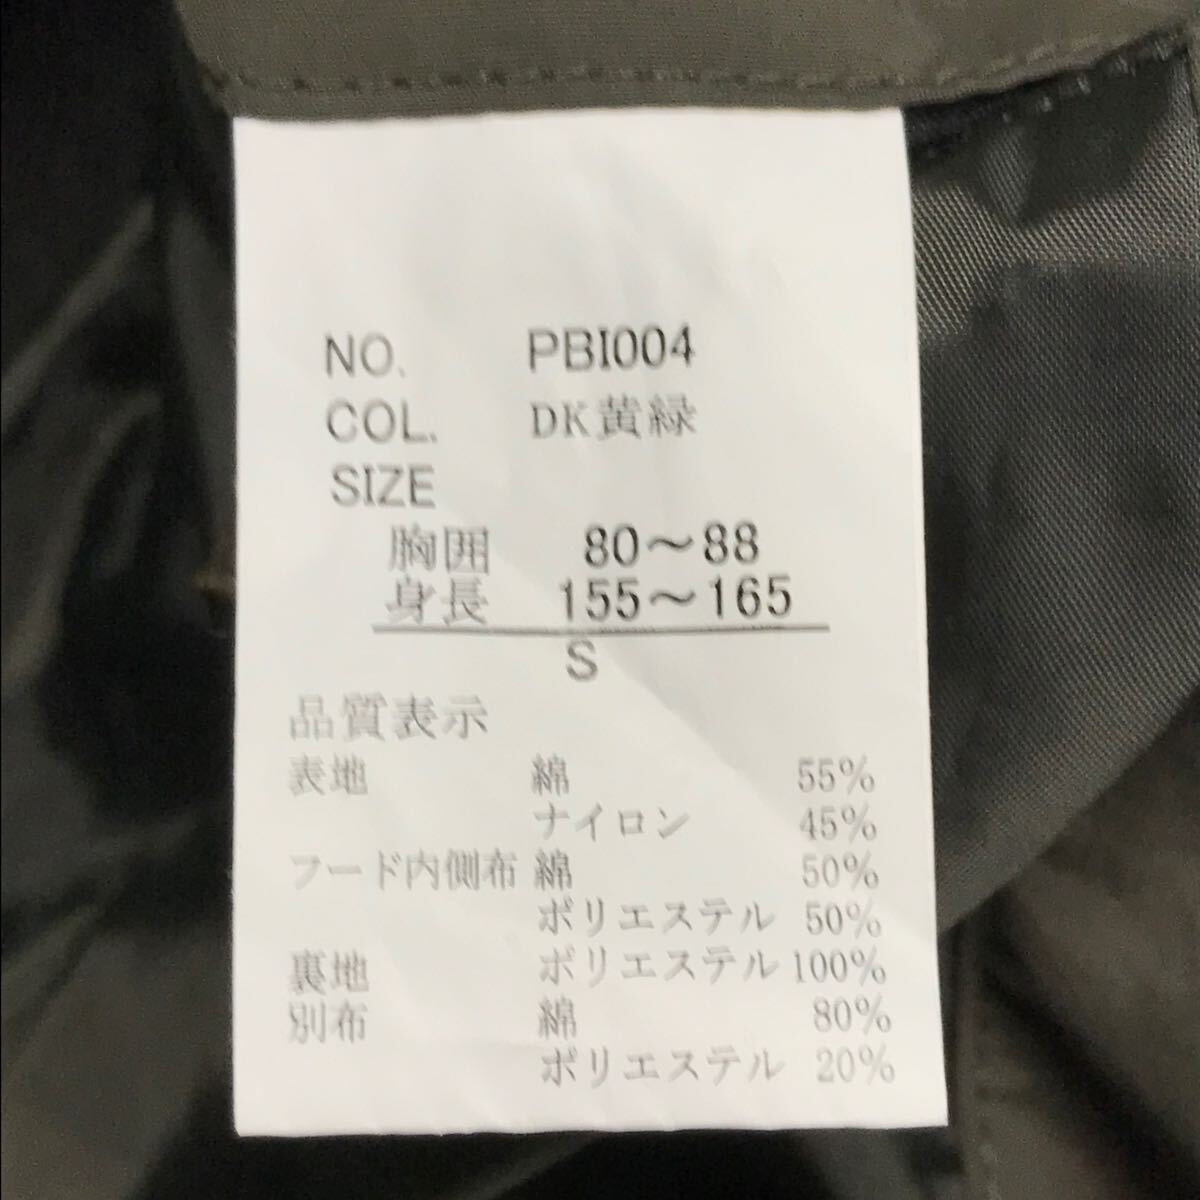 NO. PBI004
COL. DK黄緑
SIZE
胸囲 80～88
身長 155～165
S
品質表示
表地 綿 55%
ナイロン 45%
フード内側布 綿 50%
ポリエステル 50%
裏地 ポリエステル 100%
別布 綿 80%
ポリエステル 20%